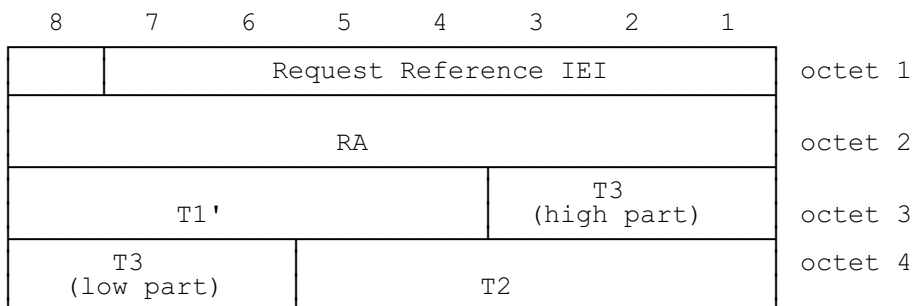 8 7 6 5 4 3 2 1
Request Reference IEI octet 1
RA octet 2
T3
T1' (high part) octet 3
T3 octet 4
(low part) T2